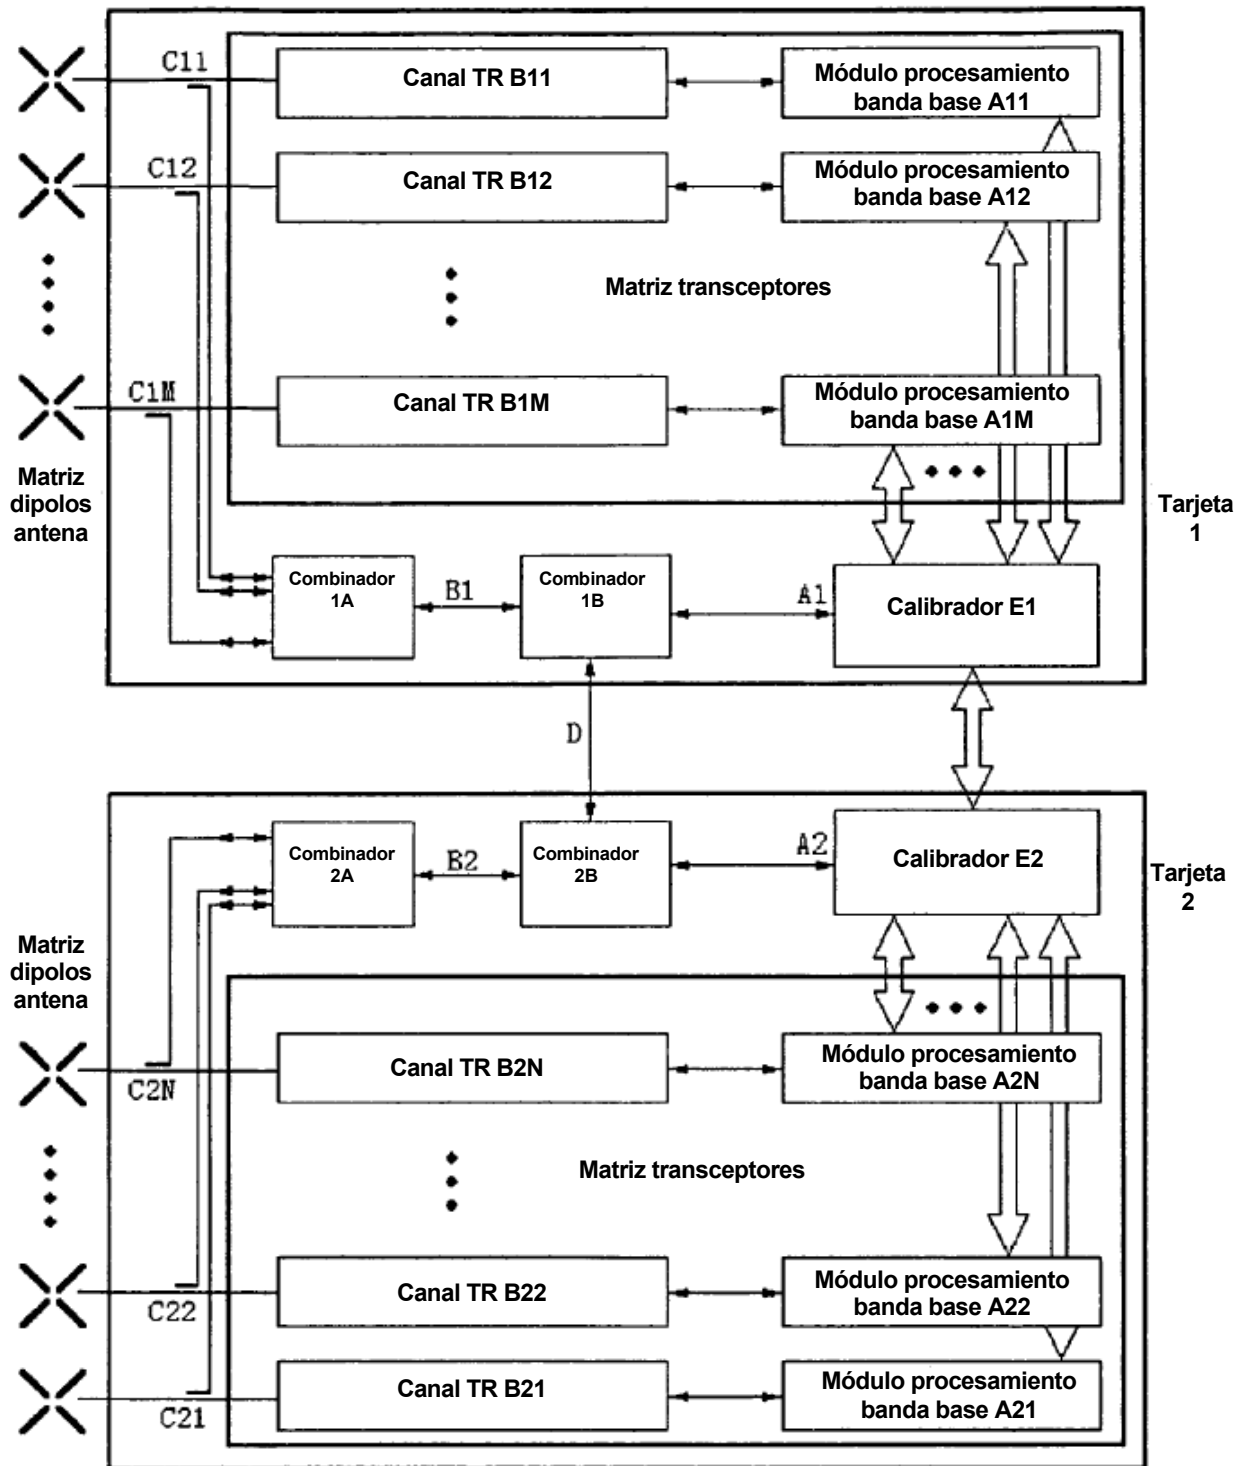 C11
Canal TR B11
Módulo procesamiento
banda base A11
C12
Canal TR B12
Módulo procesamiento
banda base A12
Matriz transceptores
C1M
Canal TR B1M
Módulo procesamiento
banda base A1M
Matriz
dipolos
antena
Tarjeta
1
Combinador
1A
B1
Combinador
1B
A1
Calibrador E1
D
Combinador
2A
B2
Combinador
2B
A2
Calibrador E2
Tarjeta
2
Matriz
dipolos
antena
C2N
Canal TR B2N
Módulo procesamiento
banda base A2N
Matriz transceptores
C22
Canal TR B22
Módulo procesamiento
banda base A22
C21
Canal TR B21
Módulo procesamiento
banda base A21